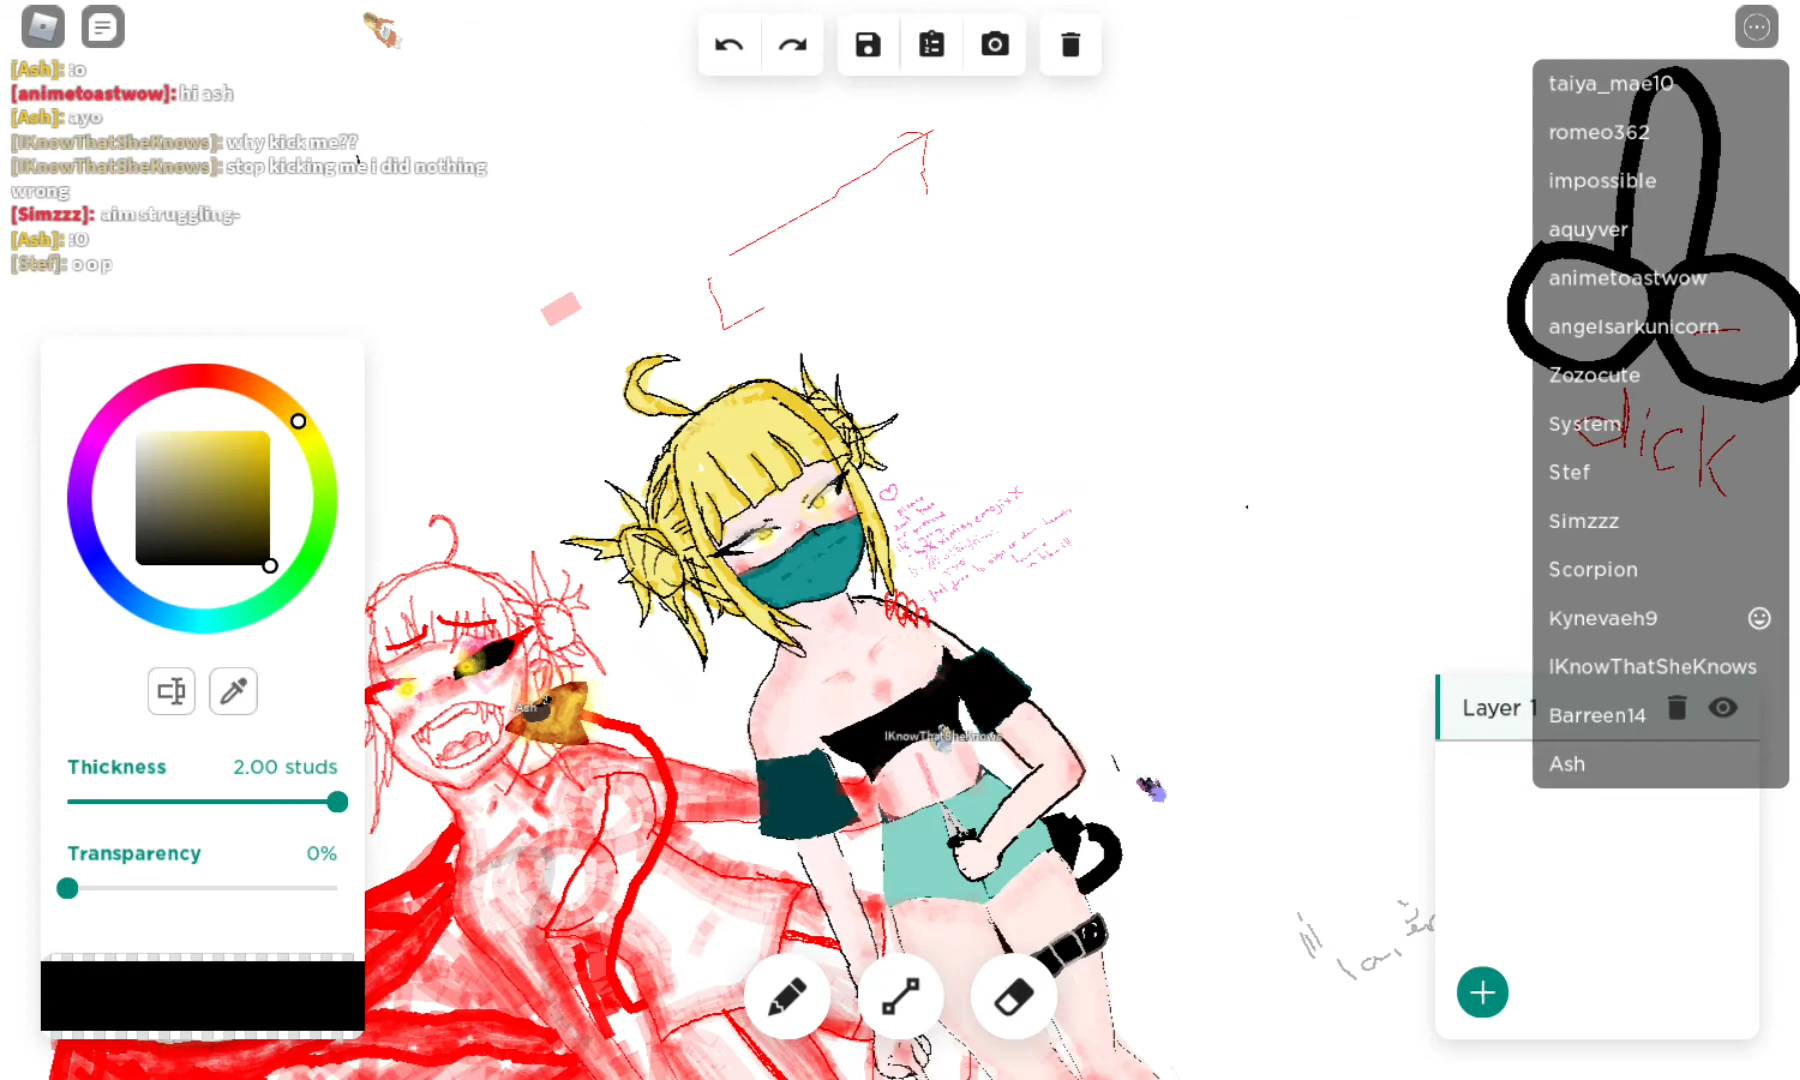 [Ash]: :o
[animetoastwow]: hi ash
[Ash]: ayo
[IKnowThatSheKnows]: why kick me??
[IKnowThatSheKnows]: stop kicking me i did nothing
wrong
[Simzzz]: aim struggling-
[Ash]: :O
[Stef]: o o p
taiya_mae10
romeo362
impossible
aquyver
animetoastwow
angelsarkunicorn
Zozocute
System
dick
Stef
Simzzz
Scorpion
Kynevaeh9
IKnowThatSheKnows
Barreen14
Ash
Thickness 2.00 studs
Transparency 0%
Ash
IKnowThatSheKnows
Layer 1